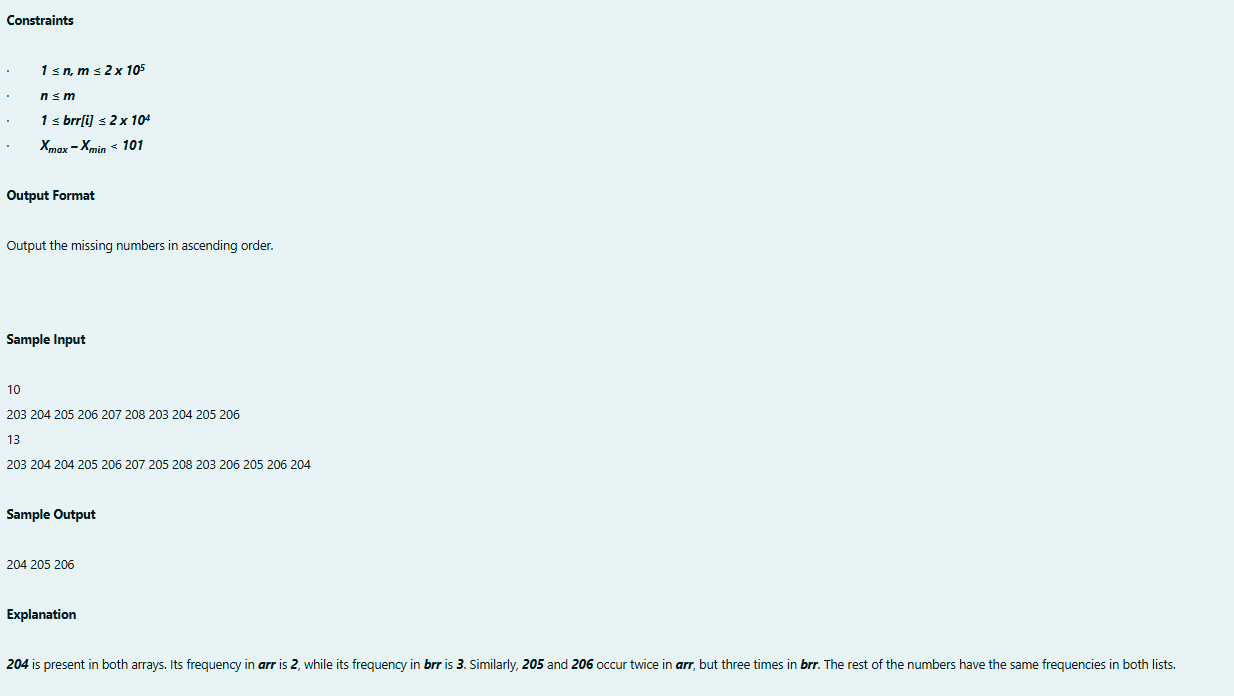 Constraints
· 1 ≤ n, m ≤ 2 x 10⁵
· n ≤ m
· 1 ≤ brr[i] ≤ 2 x 10⁴
· Xmax – Xmin < 101
Output Format
Output the missing numbers in ascending order.
Sample Input
10
203 204 205 206 207 208 203 204 205 206
13
203 204 204 205 206 207 205 208 203 206 205 206 204
Sample Output
204 205 206
Explanation
204 is present in both arrays. Its frequency in arr is 2, while its frequency in brr is 3. Similarly, 205 and 206 occur twice in arr, but three times in brr. The rest of the numbers have the same frequencies in both lists.